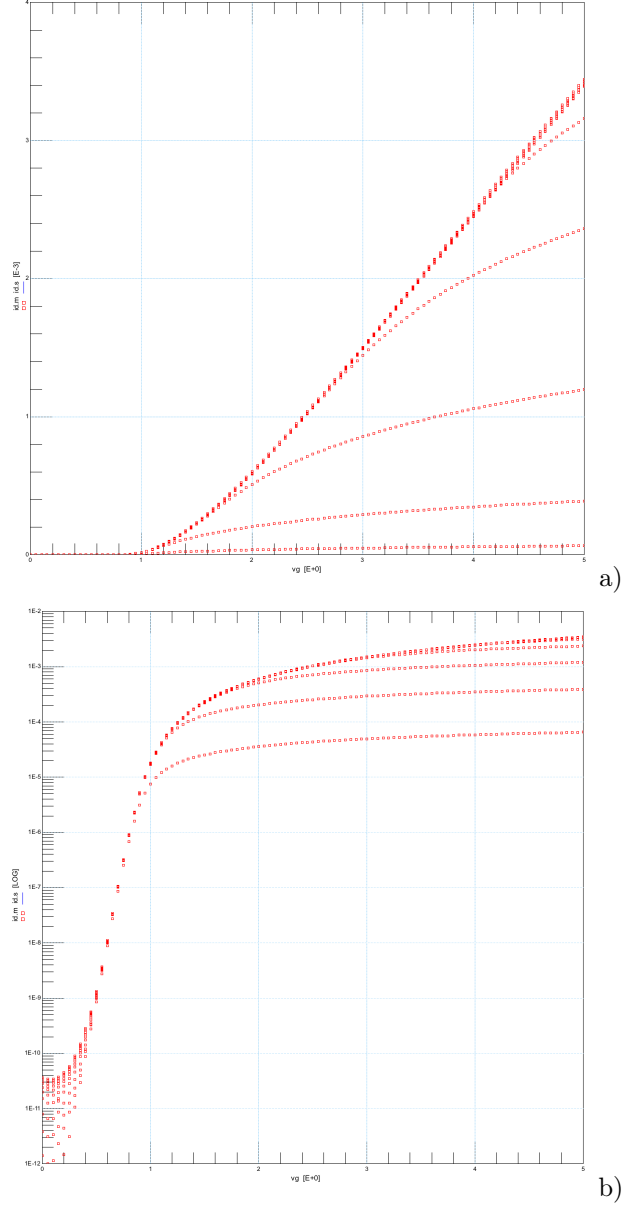 4
3
2
1
0
id.m id.s [E-3]
0 1 2 3 4 5
vg [E+0]
a)
1E-2
1E-3
1E-4
1E-5
1E-6
1E-7
1E-8
1E-9
1E-10
1E-11
1E-12
id.m id.s [LOG]
0 1 2 3 4 5
vg [E+0]
b)